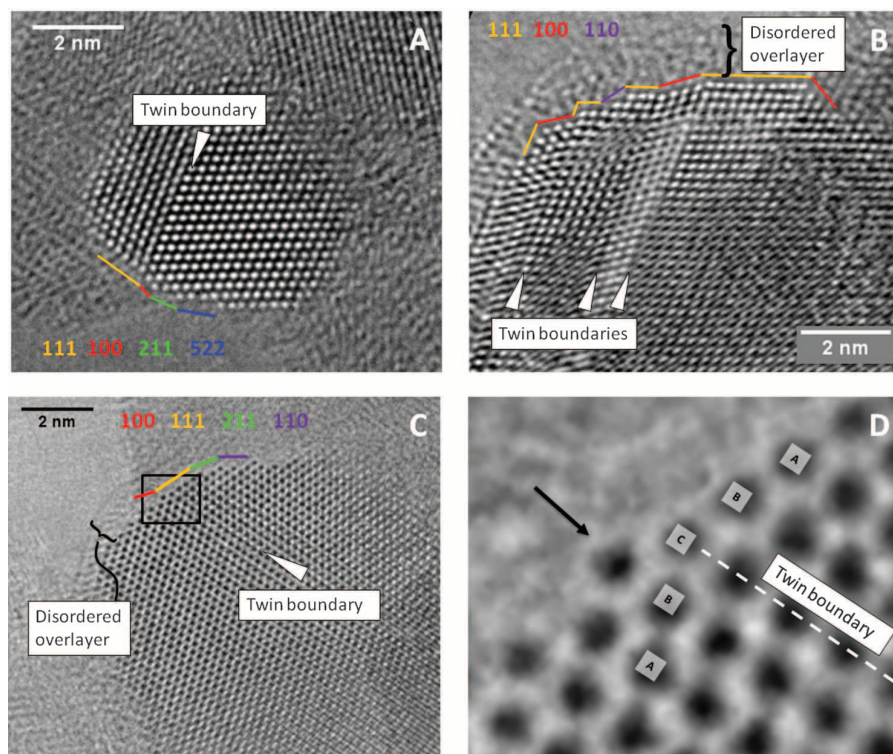 2 nm
A
Twin boundary
111 100 211 522
111 100 110
Disordered
overlayer
B
Twin boundaries
2 nm
2 nm
100 111 211 110
C
Disordered
overlayer
Twin boundary
D
A
B
C
B
A
Twin boundary